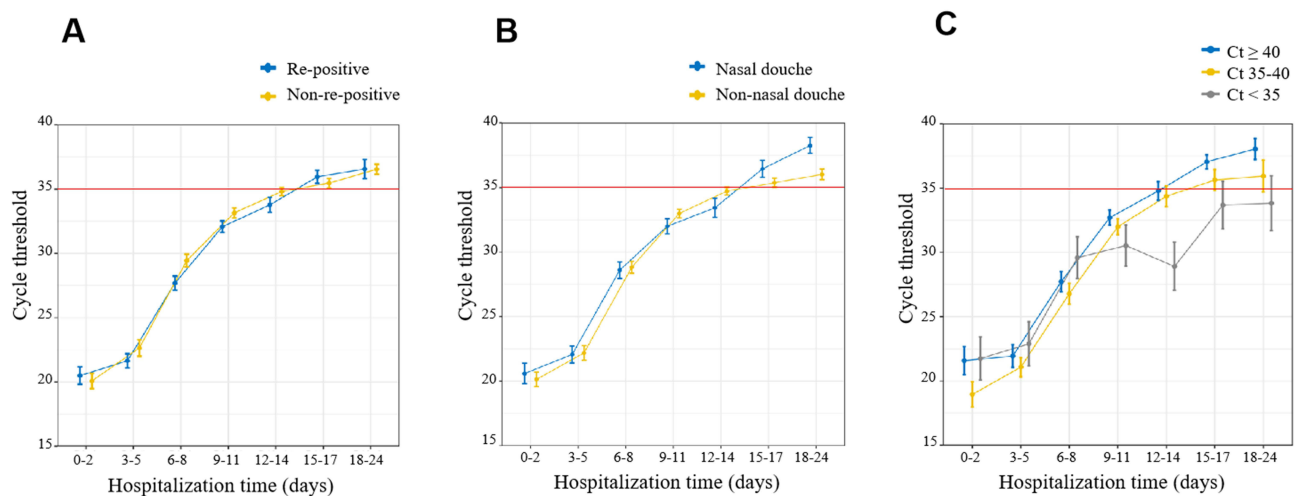 A
Re-positive
Non-re-positive
Cycle threshold
40
35
30
25
20
15
0-2 3-5 6-8 9-11 12-14 15-17 18-24
Hospitalization time (days)
B
Nasal douche
Non-nasal douche
Cycle threshold
40
35
30
25
20
15
0-2 3-5 6-8 9-11 12-14 15-17 18-24
Hospitalization time (days)
C
Ct ≥ 40
Ct 35-40
Ct < 35
Cycle threshold
40
35
30
25
20
15
0-2 3-5 6-8 9-11 12-14 15-17 18-24
Hospitalization time (days)